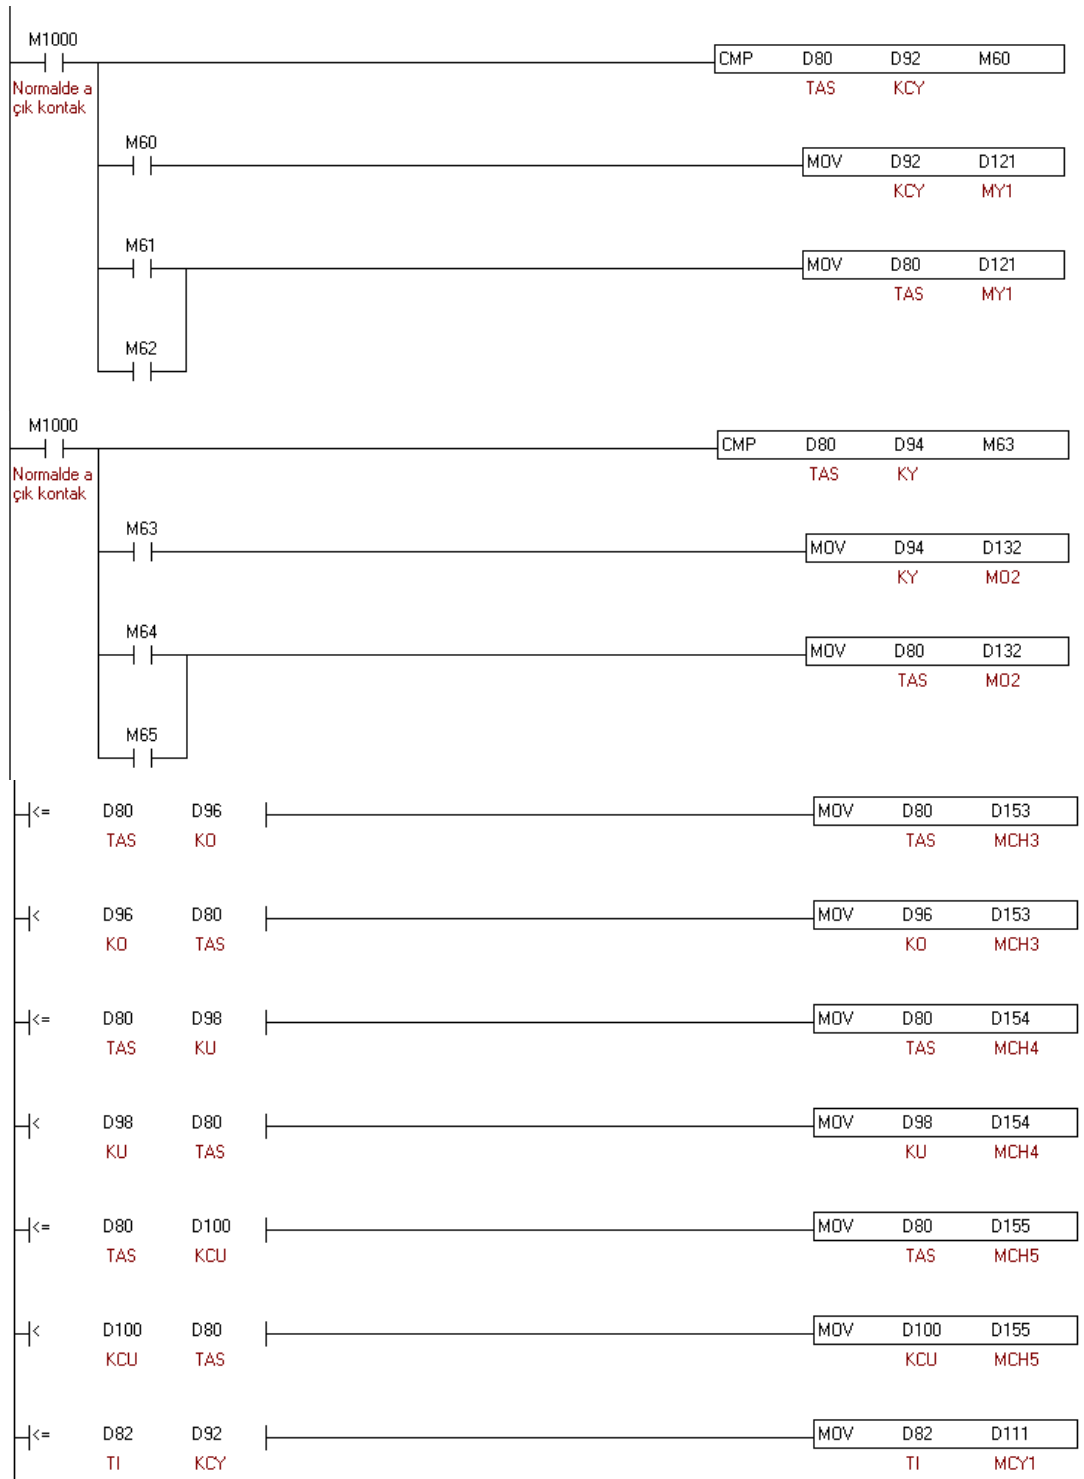 M1000
CMP D80 D92 M60
Normalde a
çık kontak
TAS KCY
M60
MOV D92 D121
KCY MY1
M61
MOV D80 D121
TAS MY1
M62
M1000
CMP D80 D94 M63
Normalde a
çık kontak
TAS KY
M63
MOV D94 D132
KY MO2
M64
MOV D80 D132
TAS MO2
M65
<= D80 D96 MOV D80 D153
TAS KO TAS MCH3
< D96 D80 MOV D96 D153
KO TAS KO MCH3
<= D80 D98 MOV D80 D154
TAS KU TAS MCH4
< D98 D80 MOV D98 D154
KU TAS KU MCH4
<= D80 D100 MOV D80 D155
TAS KCU TAS MCH5
< D100 D80 MOV D100 D155
KCU TAS KCU MCH5
<= D82 D92 MOV D82 D111
TI KCY TI MCY1